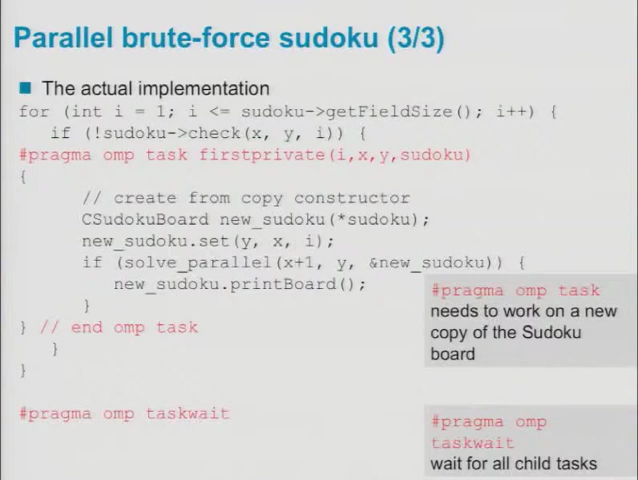 Parallel brute-force sudoku (3/3)
The actual implementation
for (int i = 1; i <= sudoku->getFieldSize(); i++) {
if (!sudoku->check(x, y, i)) {
#pragma omp task firstprivate(i,x,y,sudoku)
{
// create from copy constructor
CSudokuBoard new_sudoku(*sudoku);
new_sudoku.set(y, x, i);
if (solve_parallel(x+1, y, &new_sudoku)) {
new_sudoku.printBoard();
}
} // end omp task
}
}
#pragma omp taskwait
#pragma omp task
needs to work on a new
copy of the Sudoku
board
#pragma omp
taskwait
wait for all child tasks